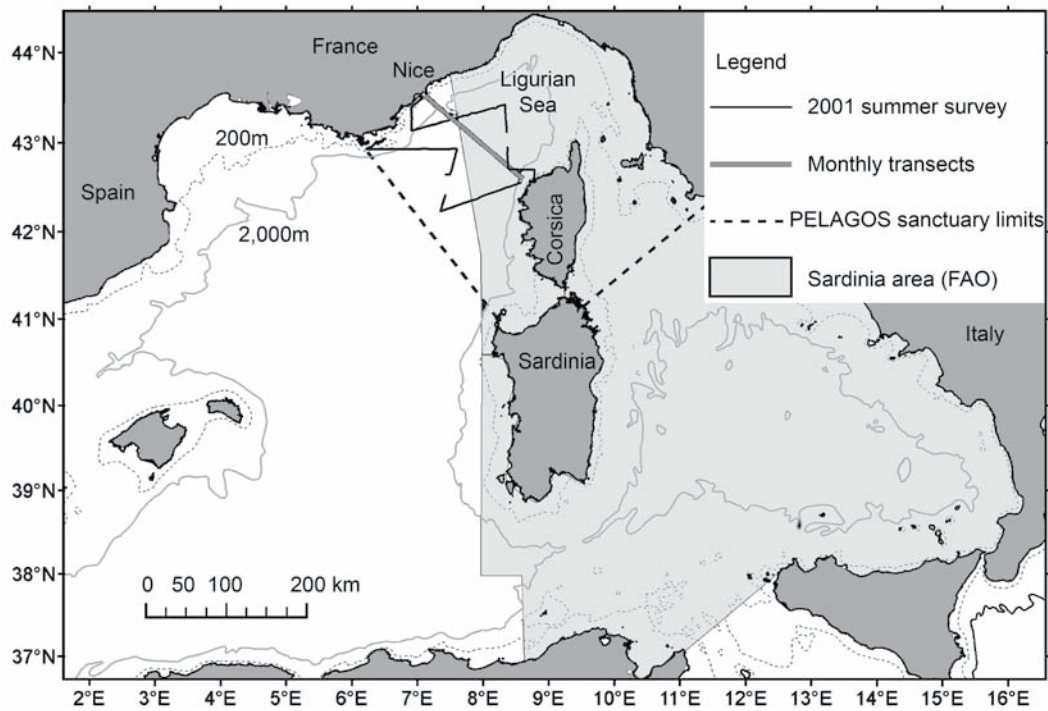 44°N
43°N
42°N
41°N
40°N
39°N
38°N
37°N
France
Nice
Ligurian
Sea
200m
Spain
2,000m
Corsica
Sardinia
Italy
Legend
2001 summer survey
Monthly transects
PELAGOS sanctuary limits
Sardinia area (FAO)
0 50 100 200 km
2°E 3°E 4°E 5°E 6°E 7°E 8°E 9°E 10°E 11°E 12°E 13°E 14°E 15°E 16°E